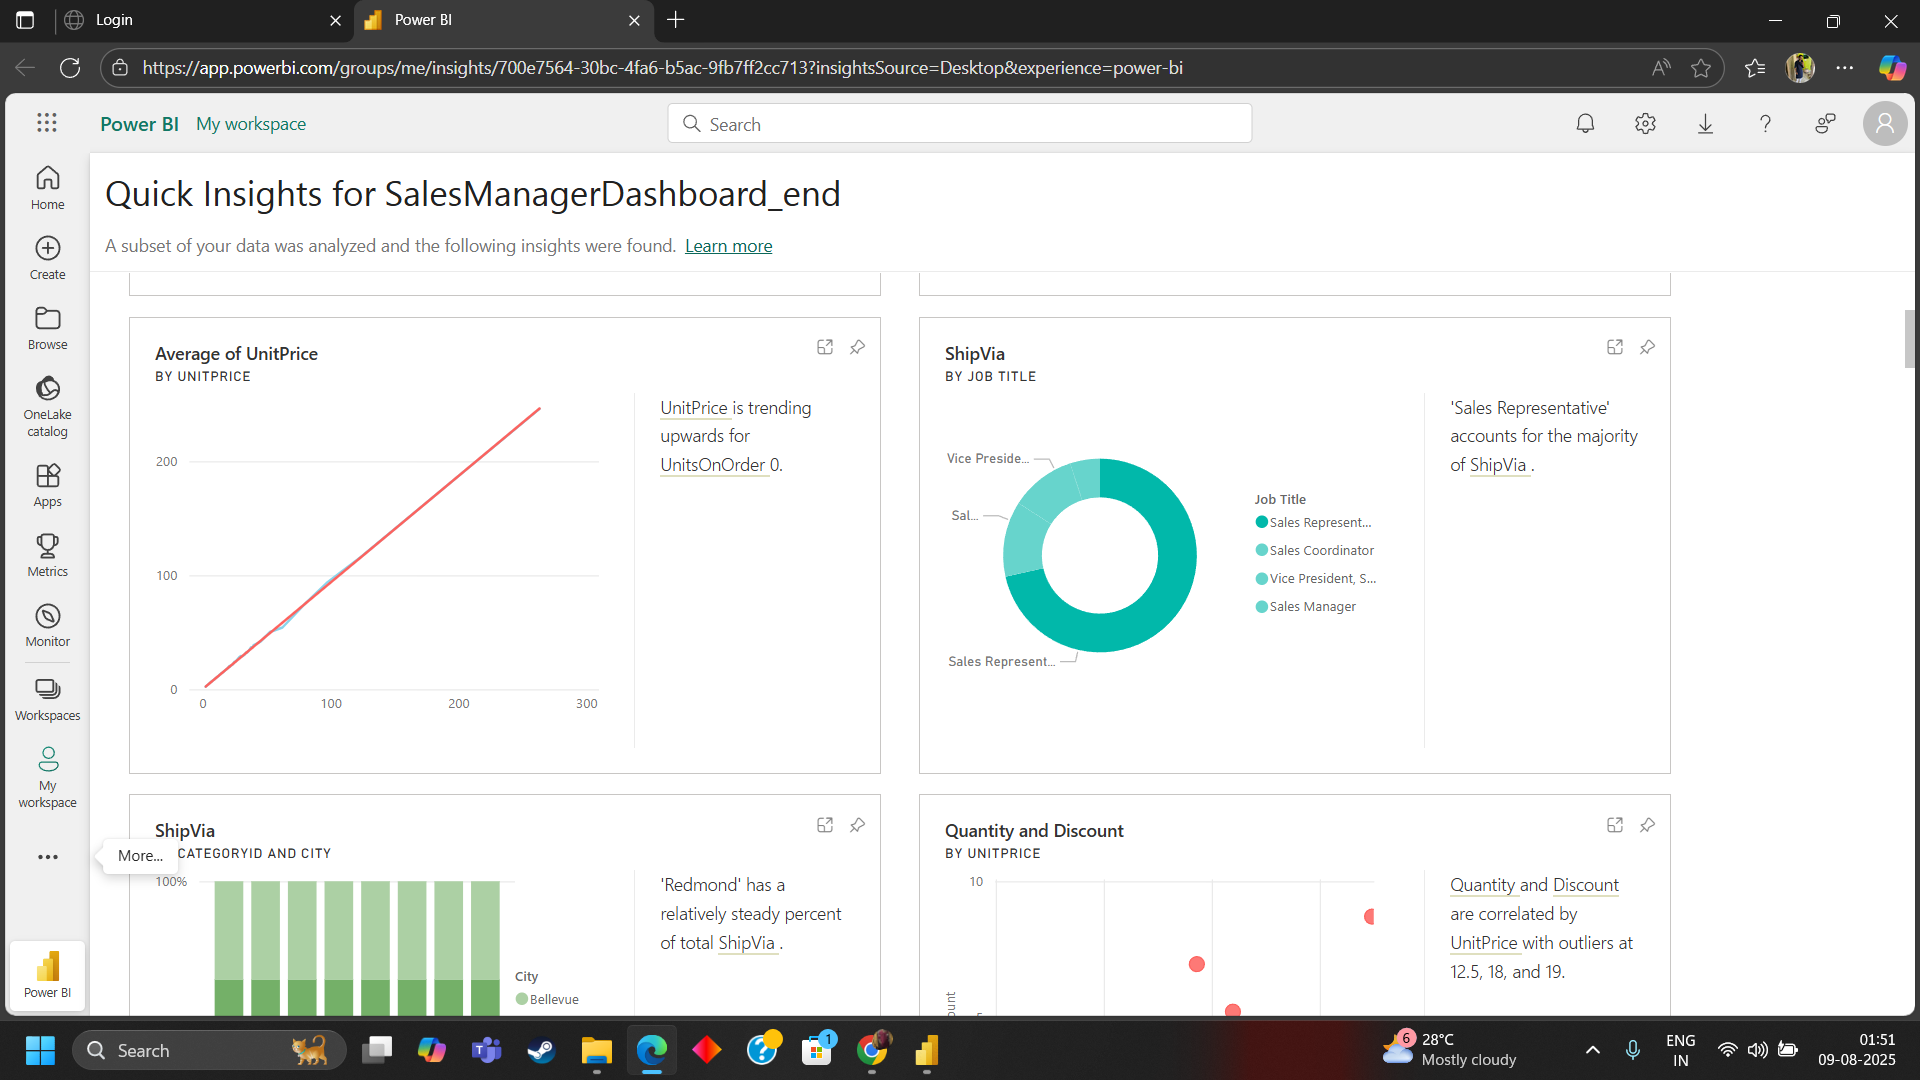 Login
Power BI
https://app.powerbi.com/groups/me/insights/700e7564-30bc-4fa6-b5ac-9fb7ff2cc713?insightsSource=Desktop&experience=power-bi
Power BI My workspace
Search
Home
Create
Browse
OneLake
catalog
Apps
Metrics
Monitor
Workspaces
My
workspace
More...
Power BI
Quick Insights for SalesManagerDashboard_end
A subset of your data was analyzed and the following insights were found. Learn more
Average of UnitPrice
BY UNITPRICE
200
100
0
0 100 200 300
UnitPrice is trending
upwards for
UnitsOnOrder 0.
ShipVia
BY JOB TITLE
Vice Preside...
Sal...
Sales Represent...
Job Title
Sales Represent...
Sales Coordinator
Vice President, S...
Sales Manager
'Sales Representative'
accounts for the majority
of ShipVia .
ShipVia
CATEGORYID AND CITY
100%
City
Bellevue
'Redmond' has a
relatively steady percent
of total ShipVia .
Quantity and Discount
BY UNITPRICE
10
Quantity and Discount
are correlated by
UnitPrice with outliers at
12.5, 18, and 19.
Search
1
6
28°C
Mostly cloudy
ENG
IN
01:51
09-08-2025